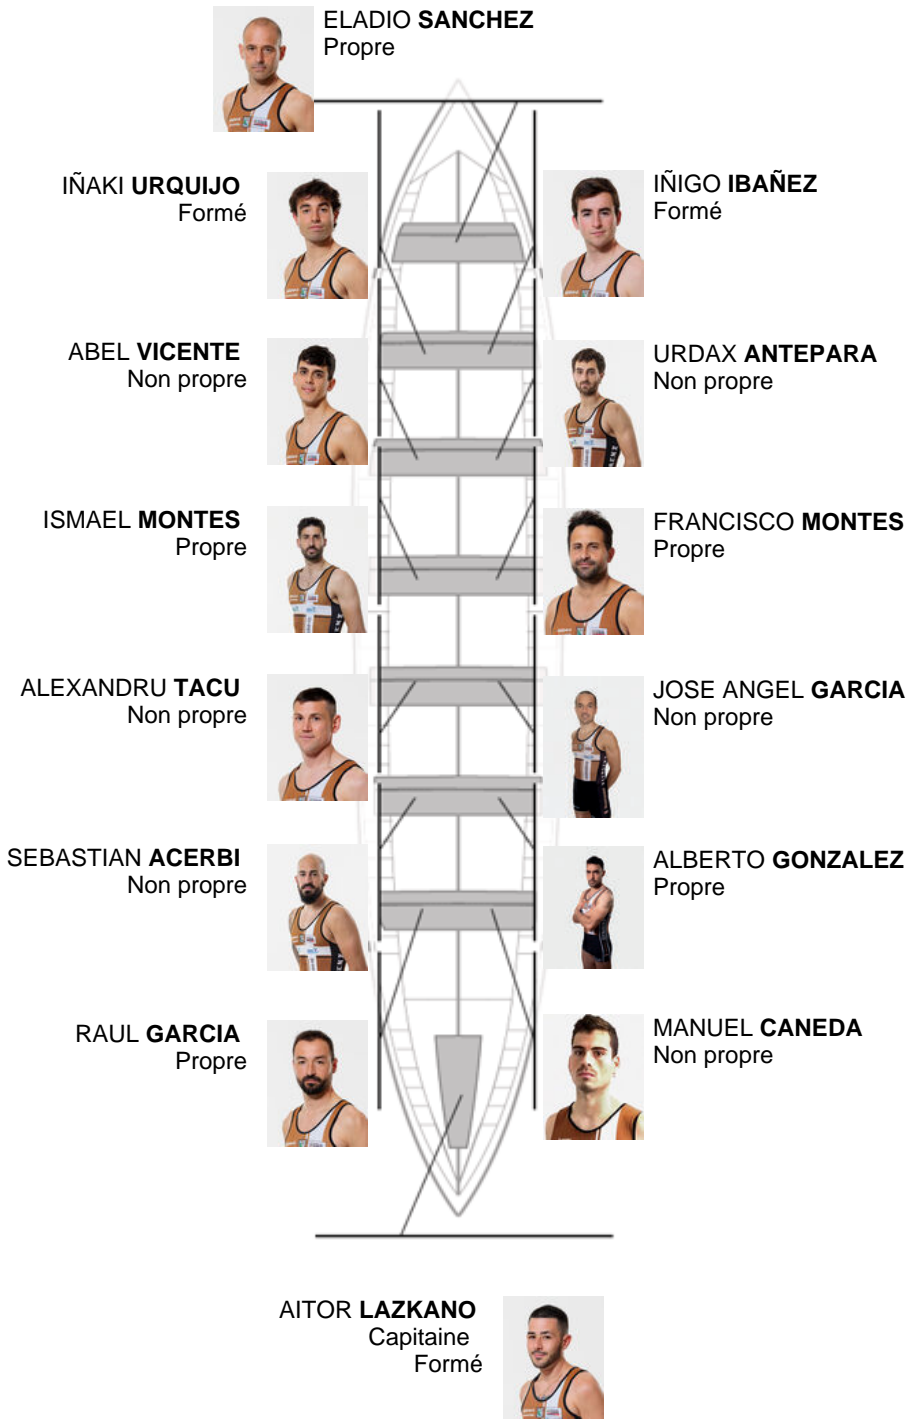 ELADIO SANCHEZ
Propre
IÑAKI URQUIJO
Formé
IÑIGO IBAÑEZ
Formé
ABEL VICENTE
Non propre
URDAX ANTEPARA
Non propre
ISMAEL MONTES
Propre
FRANCISCO MONTES
Propre
ALEXANDRU TACU
Non propre
JOSE ANGEL GARCIA
Non propre
SEBASTIAN ACERBI
Non propre
ALBERTO GONZALEZ
Propre
RAUL GARCIA
Propre
MANUEL CANEDA
Non propre
AITOR LAZKANO
Capitaine
Formé